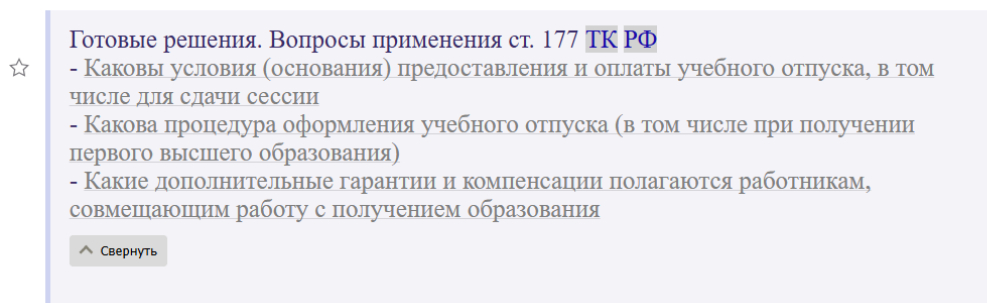 Готовые решения. Вопросы применения ст. 177 ТК РФ
- Каковы условия (основания) предоставления и оплаты учебного отпуска, в том
числе для сдачи сессии
- Какова процедура оформления учебного отпуска (в том числе при получении
первого высшего образования)
- Какие дополнительные гарантии и компенсации полагаются работникам,
совмещающим работу с получением образования
Свернуть